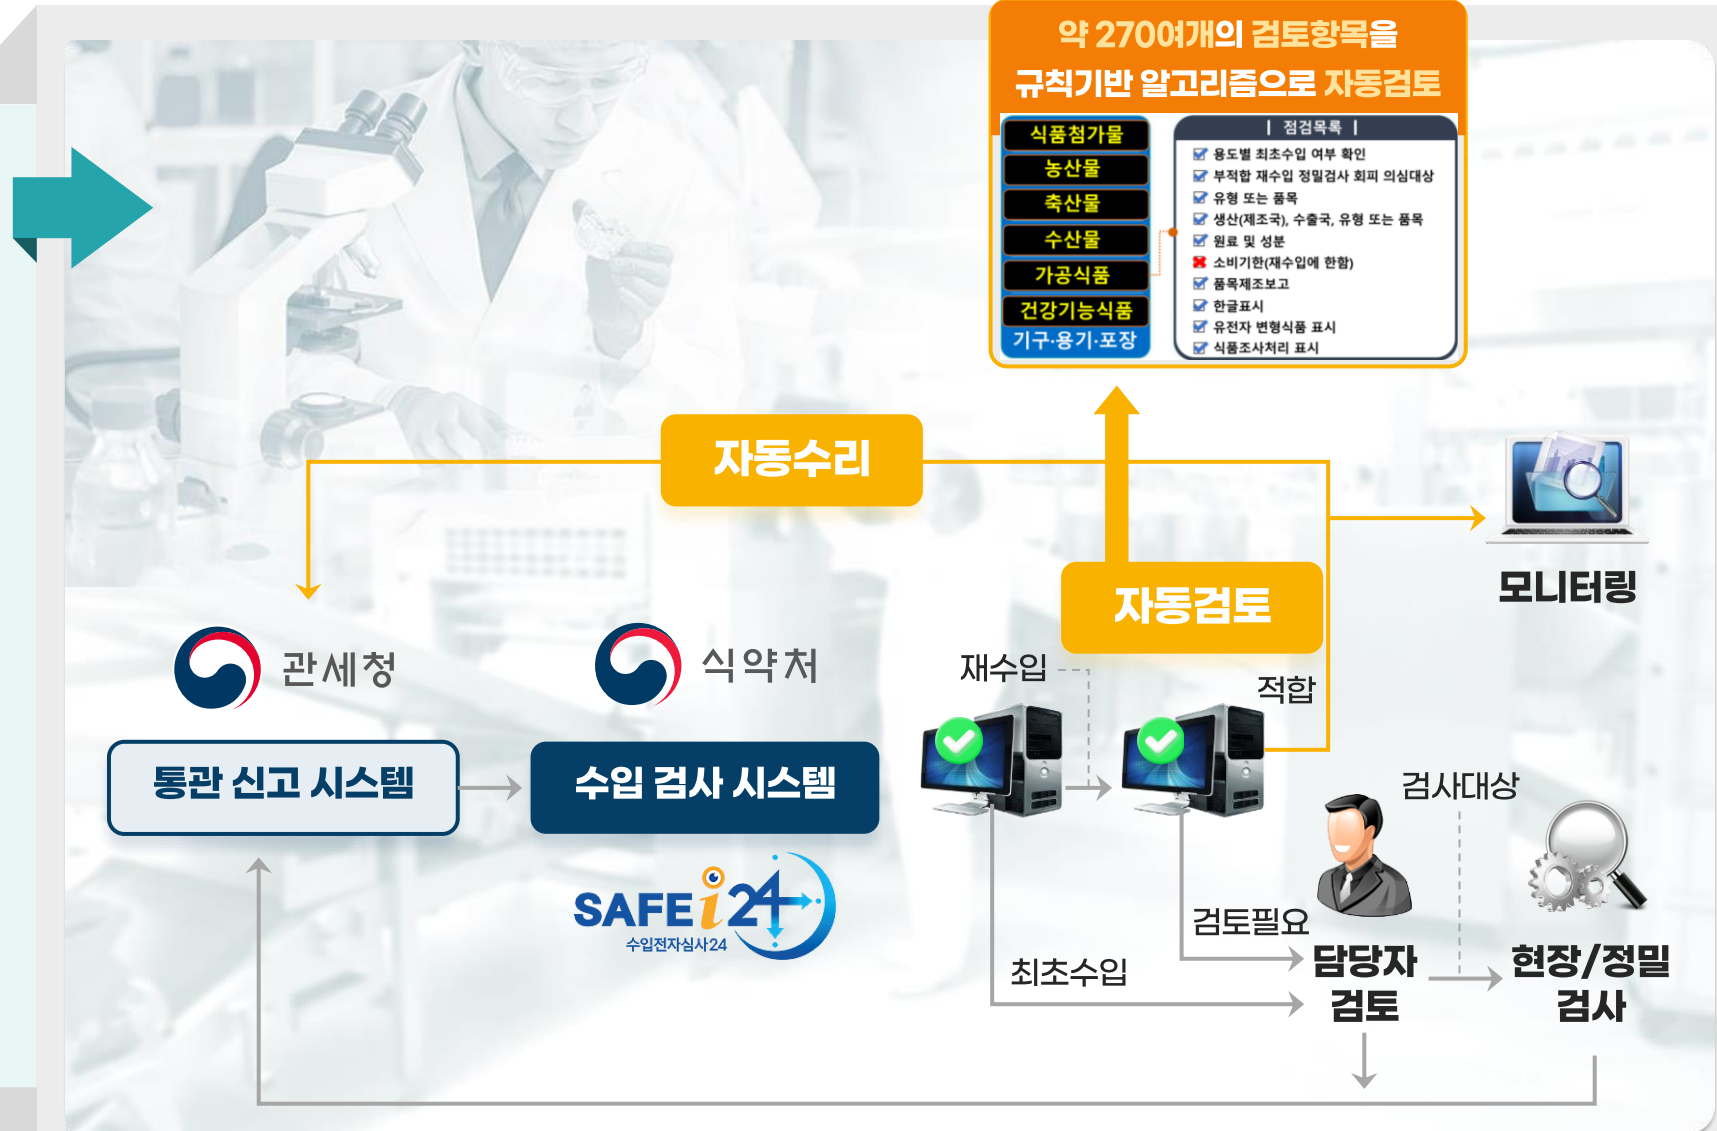 약 270여개의 검토항목을
규칙기반 알고리즘으로 자동검토
식품첨가물
농산물
축산물
수산물
가공식품
건강기능식품
기구·용기·포장
점검목록
용도별 최초수입 여부 확인
부적합 재수입 정밀검사 회피 의심대상
유형 또는 품목
생산(제조국), 수출국, 유형 또는 품목
원료 및 성분
소비기한(재수입에 한함)
품목제조보고
한글표시
유전자 변형식품 표시
식품조사처리 표시
자동수리
자동검토
모니터링
관세청
식약처
재수입
적합
통관 신고 시스템
수입 검사 시스템
검사대상
SAFEi24
수입전자심사24
검토필요
최초수입
담당자
검토
현장/정밀
검사